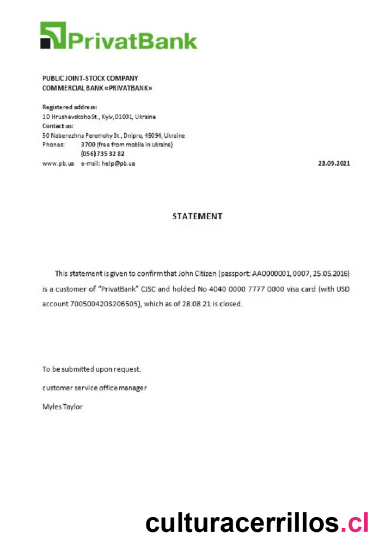 PrivatBank
PUBLIC JOINT-STOCK COMPANY
COMMERCIAL BANK «PRIVATBANK»
Registered address:
1D Hrushevskoho St., Kyiv,01001, Ukraine
Contact us:
50 Naberezhna Peremohy St., Dnipro, 45094, Ukraine
Phones: 3700 (free from mobile in Ukraine)
(056) 735 32 82
www.pb.ua e-mail: help@pb.ua 23.09.2021
STATEMENT
This statement is given to confirm that John Citizen (passport: AA0000001, 0007, 25.05.2016)
is a customer of "PrivatBank" CJSC and holded No 4040 0000 7777 0000 visa card (with USD
account 7005004203206505), which as of 28.08.21 is closed.
To be submitted upon request.
customer service office manager
Myles Taylor
culturacerrillos.cl